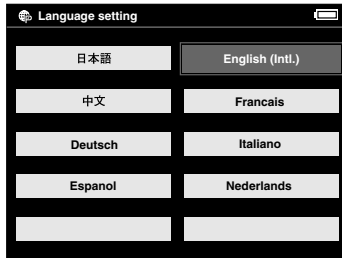 Language setting
日本語
English (Intl.)
中文
Francais
Deutsch
Italiano
Espanol
Nederlands